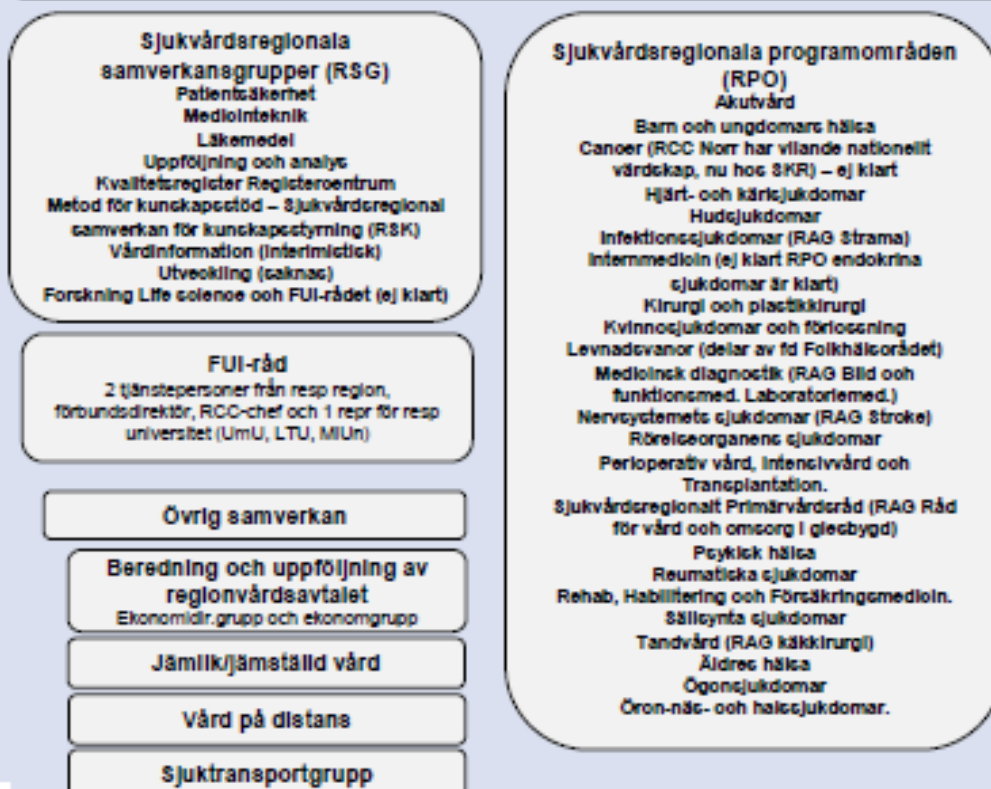 Sjukvårdsregionala
samverkansgrupper (RSG)
Patientsäkerhet
Medicinteknik
Läkemedel
Uppföljning och analys
Kvalitetsregister Registercentrum
Metod för kunskapsstöd – Sjukvårdsregional
samverkan för kunskapsstyrning (RSK)
Vårdinformation (interimistisk)
Utveckling (saknas)
Forskning Life science och FUI-rådet (ej klart)
FUI-råd
2 tjänstepersoner från resp region,
förbundsdirektör, RCC-chef och 1 repr för resp
universitet (UmU, LTU, MIUn)
Övrig samverkan
Beredning och uppföljning av
regionvårdsavtalet
Ekonomidir.grupp och ekonomgrupp
Jämlik/jämställd vård
Vård på distans
Sjuktransportgrupp
Sjukvårdsregionala programområden
(RPO)
Akutvård
Barn och ungdomars hälsa
Cancer (RCC Norr har vilande nationellt
värdskap, nu hos SKR) – ej klart
Hjärt- och kärlsjukdomar
Hudsjukdomar
Infektionssjukdomar (RAG Strama)
Internmedicin (ej klart RPO endokrina
sjukdomar är klart)
Kirurgi och plastikkirurgi
Kvinnosjukdomar och förlossning
Levnadsvanor (delar av fd Folkhälsorådet)
Medicinsk diagnostik (RAG Bild och
funktionsmed. Laboratoriemed.)
Nervsystemets sjukdomar (RAG Stroke)
Rörelseorganens sjukdomar
Perioperativ vård, Intensivvård och
Transplantation.
Sjukvårdsregionalt Primärvårdsråd (RAG Råd
för vård och omsorg i glesbygd)
Psykisk hälsa
Reumatiska sjukdomar
Rehab, Habilitering och Försäkringsmedicin.
Sällsynta sjukdomar
Tandvård (RAG käkkirurgi)
Äldres hälsa
Ögonsjukdomar
Öron-näs- och halssjukdomar.